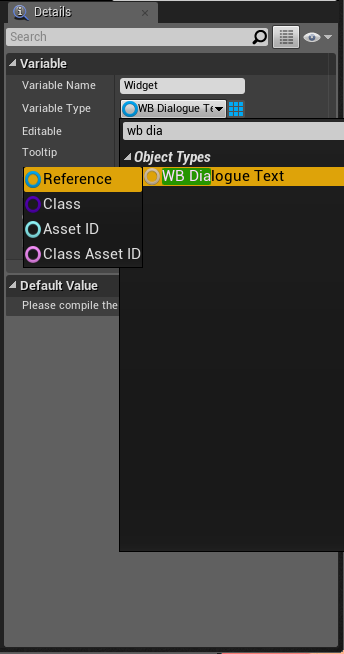 Details
Search
Variable
Variable Name Widget
Variable Type WB Dialogue Te
Editable wb dia
Tooltip Object Types
Reference WB Dialogue Text
Class
Asset ID
Class Asset ID
Default Value
Please compile the